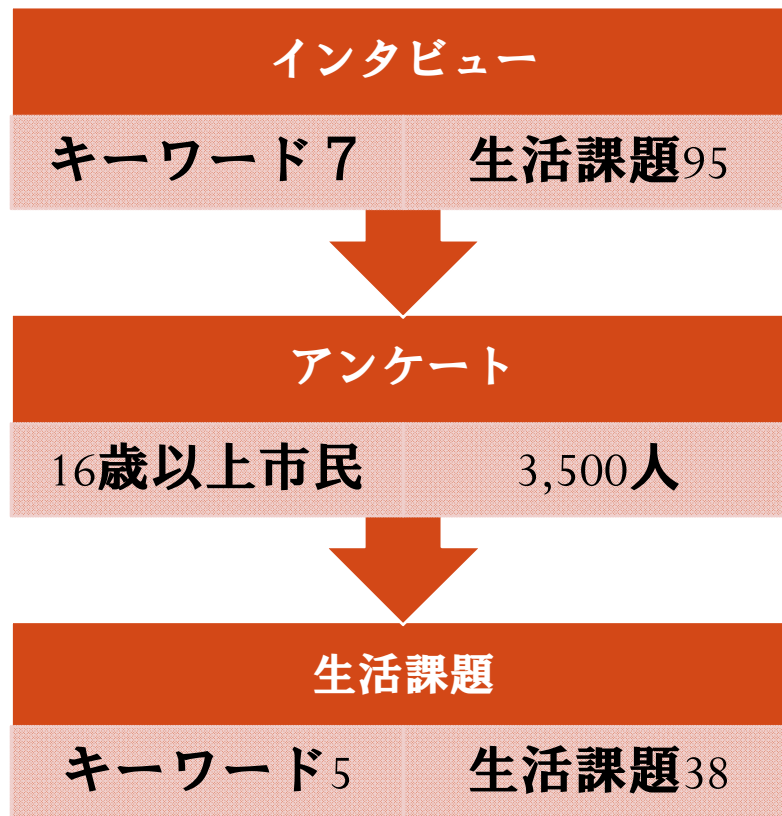 インタビュー
キーワード７ 生活課題95
アンケート
16歳以上市民 3,500人
生活課題
キーワード5 生活課題38